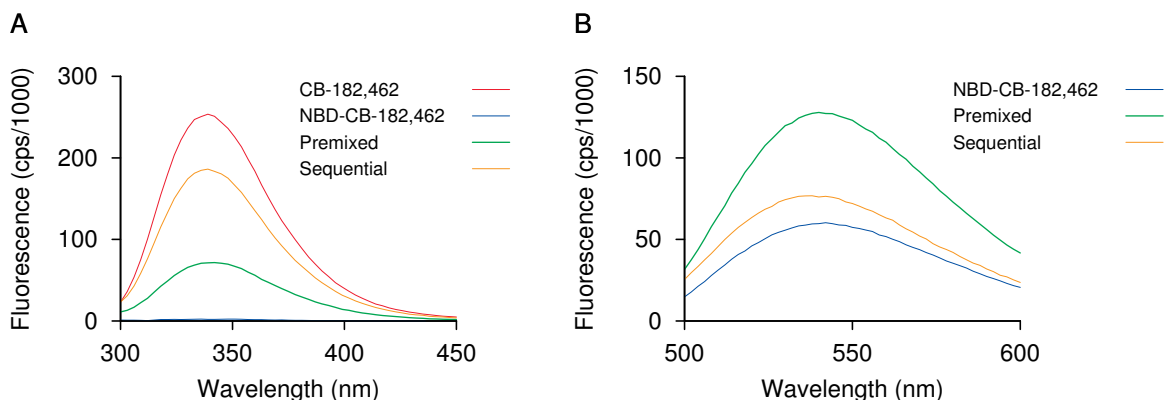 A
Fluorescence (cps/1000)
300
200
100
0
CB-182,462
NBD-CB-182,462
Premixed
Sequential
300 350 400 450
Wavelength (nm)
B
Fluorescence (cps/1000)
150
100
50
0
NBD-CB-182,462
Premixed
Sequential
500 550 600
Wavelength (nm)